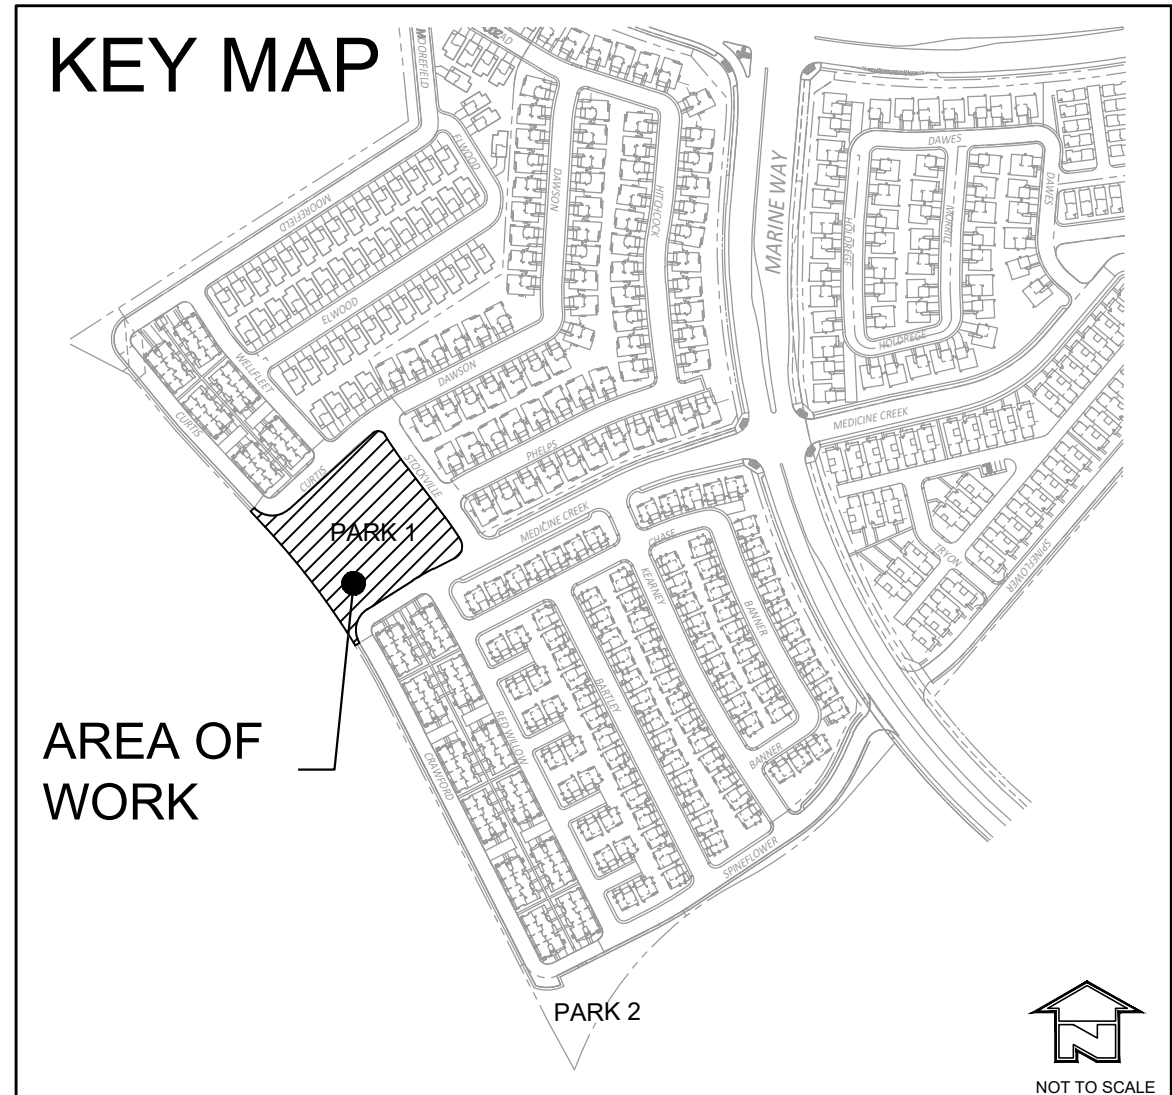 KEY MAP
MOOREFIELD
ELWOOD
MOOREFIELD
DAWSON
HITCHCOCK
MARINE WAY
DAWES
DAWES
HOLDREGE
MORRILL
HOLDREGE
ELWOOD
WELLFLEET
DAWSON
CURTIS
CURTIS
STOCKVILLE
PHELPS
MEDICINE CREEK
MEDICINE CREEK
PARK 1
CHASE
KEARNEY
BANNER
TRYON
SPINEFLOWER
BARTLEY
RED WILLOW
CRAWFORD
BANNER
SPINEFLOWER
AREA OF
WORK
PARK 2
N
NOT TO SCALE